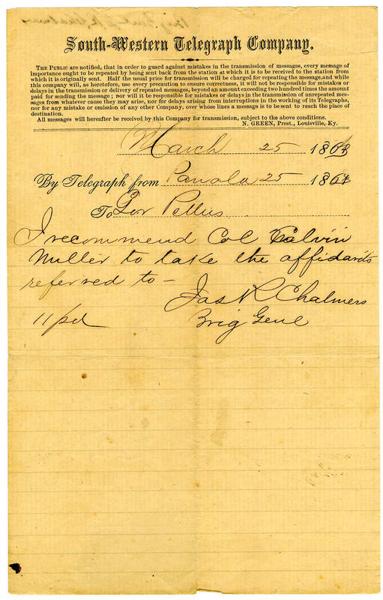 South-Western Telegraph Company.
THE PUBLIC are notified, that in order to guard against mistakes in the transmission of messages, every message of
importance ought to be repeated by being sent back from the station at which it is to be received to the station from
which it is originally sent. Half the usual price for transmission will be charged for repeating the message, and while
this company will, as heretofore, use every precaution to ensure correctness, it will not be responsible for mistakes or
delays in the transmission or delivery of repeated messages, beyond an amount exceeding two hundred times the amount
paid for sending the message; nor will it be responsible for mistakes or delays in the transmission of unrepeated mes-
sages from whatever cause they may arise, nor for delays arising from interruptions in the working of its Telegraphs,
nor for any mistake or omission of any other Company, over whose lines a message is to be sent to reach the place of
destination.
All messages will hereafter be received by this Company for transmission, subject to the above conditions.
N. GREEN, Prest., Louisville, Ky.
March 25 1863
By Telegraph from Panola 25 1863
To Gov Pettus
I recommend Col Calvin
Miller to take the affidavits
referred to -
Jas R Chalmers
11 pd Brig Genl